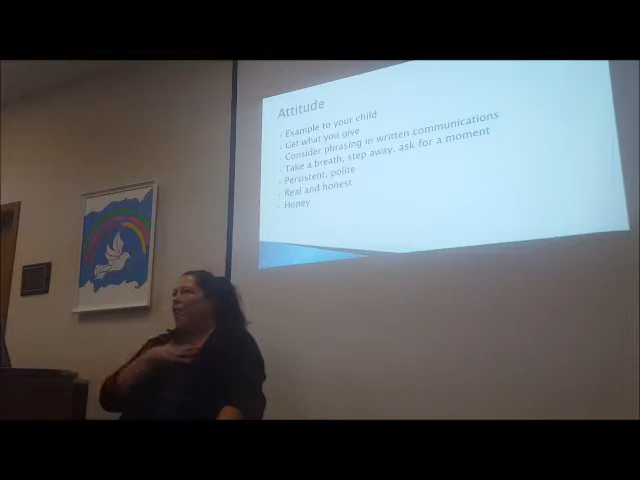 Attitude
Example to your child
Get what you give
Consider phrasing in written communications
Take a breath, step away, ask for a moment
Persistent, polite
Real and honest
Honey